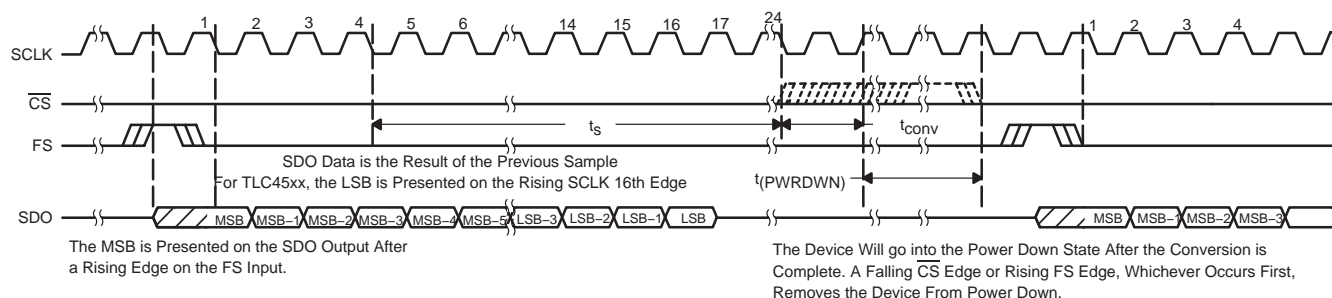 1 2 3 4 5 6 14 15 16 17 24 1 2 3 4
SCLK
CS
tS tconv
FS
SDO Data is the Result of the Previous Sample
For TLC45xx, the LSB is Presented on the Rising SCLK 16th Edge
t(PWRDWN)
SDO MSB MSB–1 MSB–2 MSB–3 MSB–4 MSB–5 LSB–3 LSB–2 LSB–1 LSB MSB MSB–1 MSB–2 MSB–3
The MSB is Presented on the SDO Output After
a Rising Edge on the FS Input.
The Device Will go into the Power Down State After the Conversion is
Complete. A Falling CS Edge or Rising FS Edge, Whichever Occurs First,
Removes the Device From Power Down.